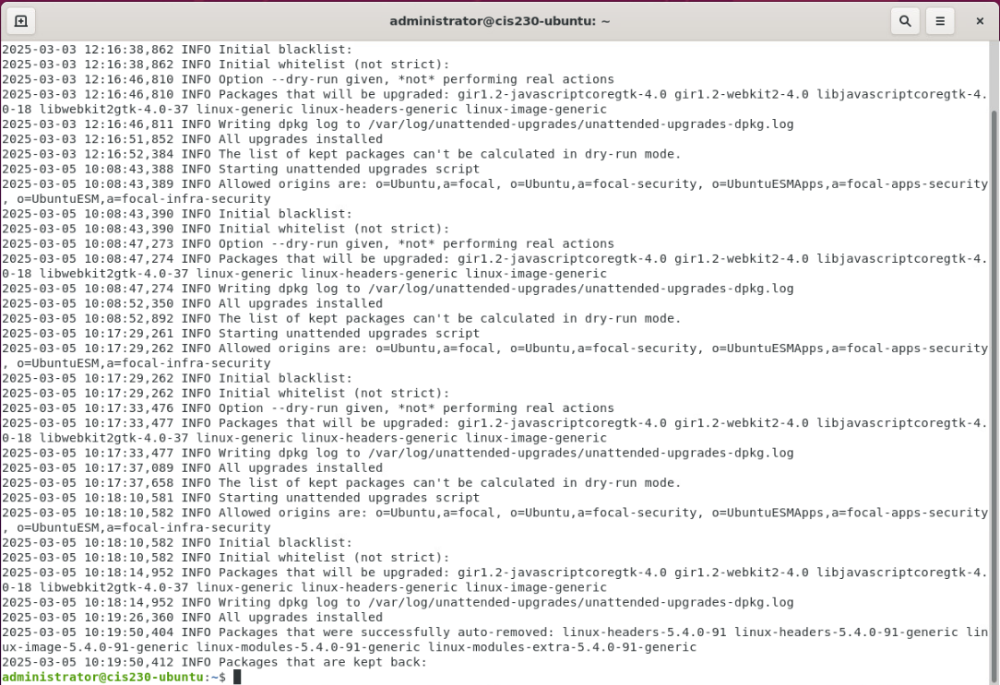 administrator@cis230-ubuntu: ~
2025-03-03 12:16:38,862 INFO Initial blacklist:
2025-03-03 12:16:38,862 INFO Initial whitelist (not strict):
2025-03-03 12:16:46,810 INFO Option --dry-run given, *not* performing real actions
2025-03-03 12:16:46,810 INFO Packages that will be upgraded: gir1.2-javascriptcoregtk-4.0 gir1.2-webkit2-4.0 libjavascriptcoregtk-4.
0-18 libwebkit2gtk-4.0-37 linux-generic linux-headers-generic linux-image-generic
2025-03-03 12:16:46,811 INFO Writing dpkg log to /var/log/unattended-upgrades/unattended-upgrades-dpkg.log
2025-03-03 12:16:51,852 INFO All upgrades installed
2025-03-03 12:16:52,384 INFO The list of kept packages can't be calculated in dry-run mode.
2025-03-05 10:08:43,388 INFO Starting unattended upgrades script
2025-03-05 10:08:43,389 INFO Allowed origins are: o=Ubuntu,a=focal, o=Ubuntu,a=focal-security, o=UbuntuESMApps,a=focal-apps-security
, o=UbuntuESM,a=focal-infra-security
2025-03-05 10:08:43,390 INFO Initial blacklist:
2025-03-05 10:08:43,390 INFO Initial whitelist (not strict):
2025-03-05 10:08:47,273 INFO Option --dry-run given, *not* performing real actions
2025-03-05 10:08:47,274 INFO Packages that will be upgraded: gir1.2-javascriptcoregtk-4.0 gir1.2-webkit2-4.0 libjavascriptcoregtk-4.
0-18 libwebkit2gtk-4.0-37 linux-generic linux-headers-generic linux-image-generic
2025-03-05 10:08:47,274 INFO Writing dpkg log to /var/log/unattended-upgrades/unattended-upgrades-dpkg.log
2025-03-05 10:08:52,350 INFO All upgrades installed
2025-03-05 10:08:52,892 INFO The list of kept packages can't be calculated in dry-run mode.
2025-03-05 10:17:29,261 INFO Starting unattended upgrades script
2025-03-05 10:17:29,262 INFO Allowed origins are: o=Ubuntu,a=focal, o=Ubuntu,a=focal-security, o=UbuntuESMApps,a=focal-apps-security
, o=UbuntuESM,a=focal-infra-security
2025-03-05 10:17:29,262 INFO Initial blacklist:
2025-03-05 10:17:29,262 INFO Initial whitelist (not strict):
2025-03-05 10:17:33,476 INFO Option --dry-run given, *not* performing real actions
2025-03-05 10:17:33,477 INFO Packages that will be upgraded: gir1.2-javascriptcoregtk-4.0 gir1.2-webkit2-4.0 libjavascriptcoregtk-4.
0-18 libwebkit2gtk-4.0-37 linux-generic linux-headers-generic linux-image-generic
2025-03-05 10:17:33,477 INFO Writing dpkg log to /var/log/unattended-upgrades/unattended-upgrades-dpkg.log
2025-03-05 10:17:37,089 INFO All upgrades installed
2025-03-05 10:17:37,658 INFO The list of kept packages can't be calculated in dry-run mode.
2025-03-05 10:18:10,581 INFO Starting unattended upgrades script
2025-03-05 10:18:10,582 INFO Allowed origins are: o=Ubuntu,a=focal, o=Ubuntu,a=focal-security, o=UbuntuESMApps,a=focal-apps-security
, o=UbuntuESM,a=focal-infra-security
2025-03-05 10:18:10,582 INFO Initial blacklist:
2025-03-05 10:18:10,582 INFO Initial whitelist (not strict):
2025-03-05 10:18:14,952 INFO Packages that will be upgraded: gir1.2-javascriptcoregtk-4.0 gir1.2-webkit2-4.0 libjavascriptcoregtk-4.
0-18 libwebkit2gtk-4.0-37 linux-generic linux-headers-generic linux-image-generic
2025-03-05 10:18:14,952 INFO Writing dpkg log to /var/log/unattended-upgrades/unattended-upgrades-dpkg.log
2025-03-05 10:19:26,360 INFO All upgrades installed
2025-03-05 10:19:50,404 INFO Packages that were successfully auto-removed: linux-headers-5.4.0-91 linux-headers-5.4.0-91-generic lin
ux-image-5.4.0-91-generic linux-modules-5.4.0-91-generic linux-modules-extra-5.4.0-91-generic
2025-03-05 10:19:50,412 INFO Packages that are kept back:
administrator@cis230-ubuntu:~$